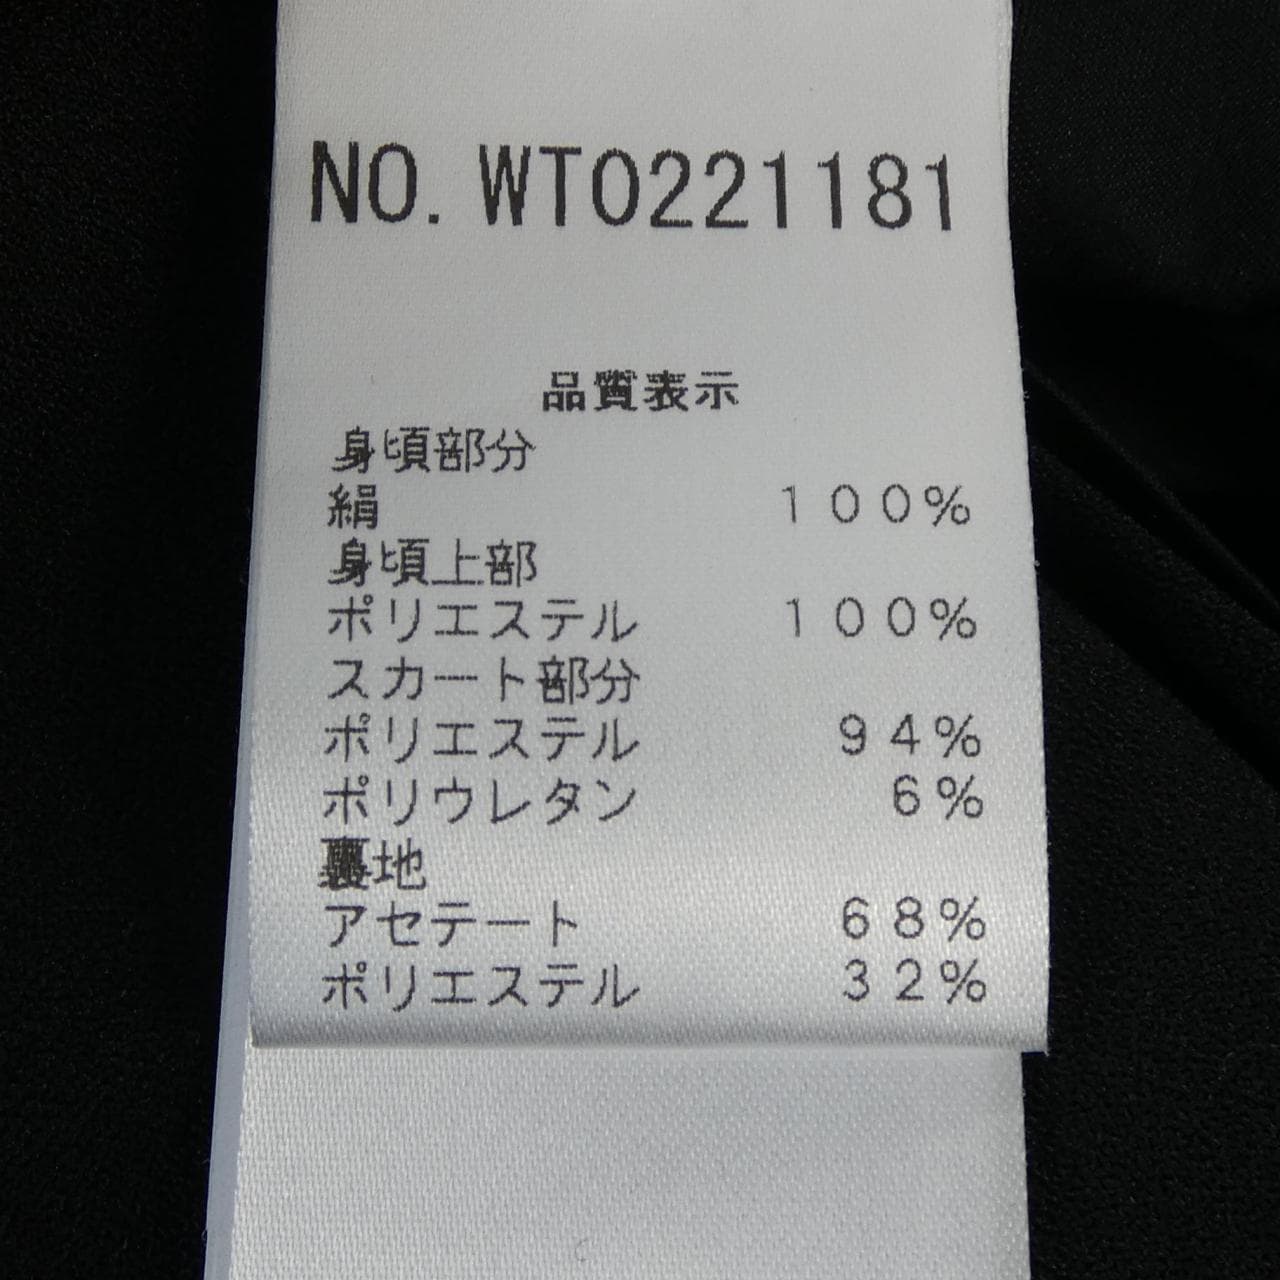 NO. WT0221181
品質表示
身頃部分
絹 100%
身頃上部
ポリエステル 100%
スカート部分
ポリエステル 94%
ポリウレタン 6%
裏地
アセテート 68%
ポリエステル 32%